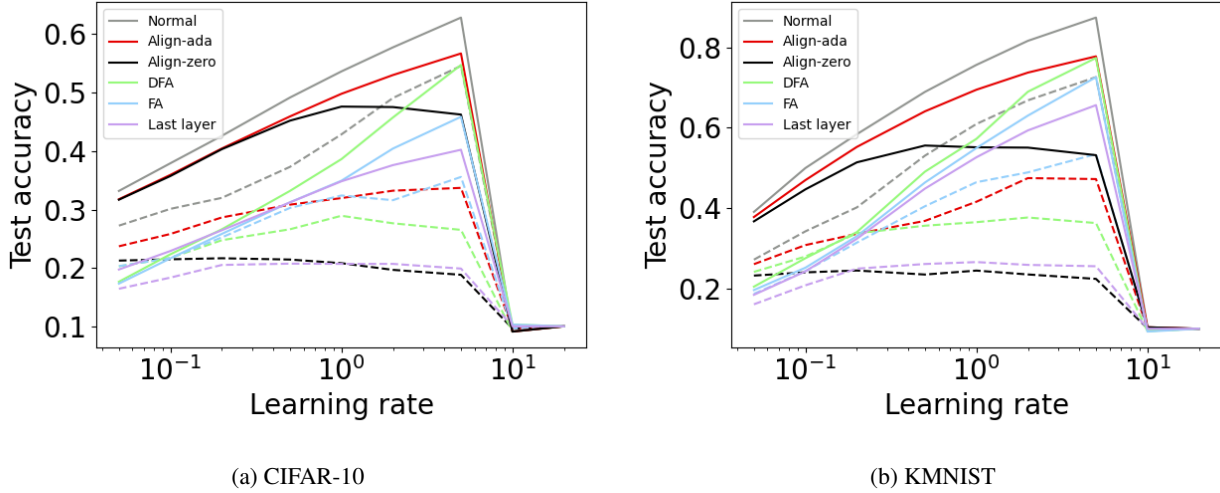 Normal
Align-ada
Align-zero
DFA
FA
Last layer
0.6
0.5
0.4
0.3
0.2
0.1
Test accuracy
10⁻¹
10⁰
10¹
Learning rate
(a) CIFAR-10
Normal
Align-ada
Align-zero
DFA
FA
Last layer
0.8
0.6
0.4
0.2
Test accuracy
10⁻¹
10⁰
10¹
Learning rate
(b) KMNIST